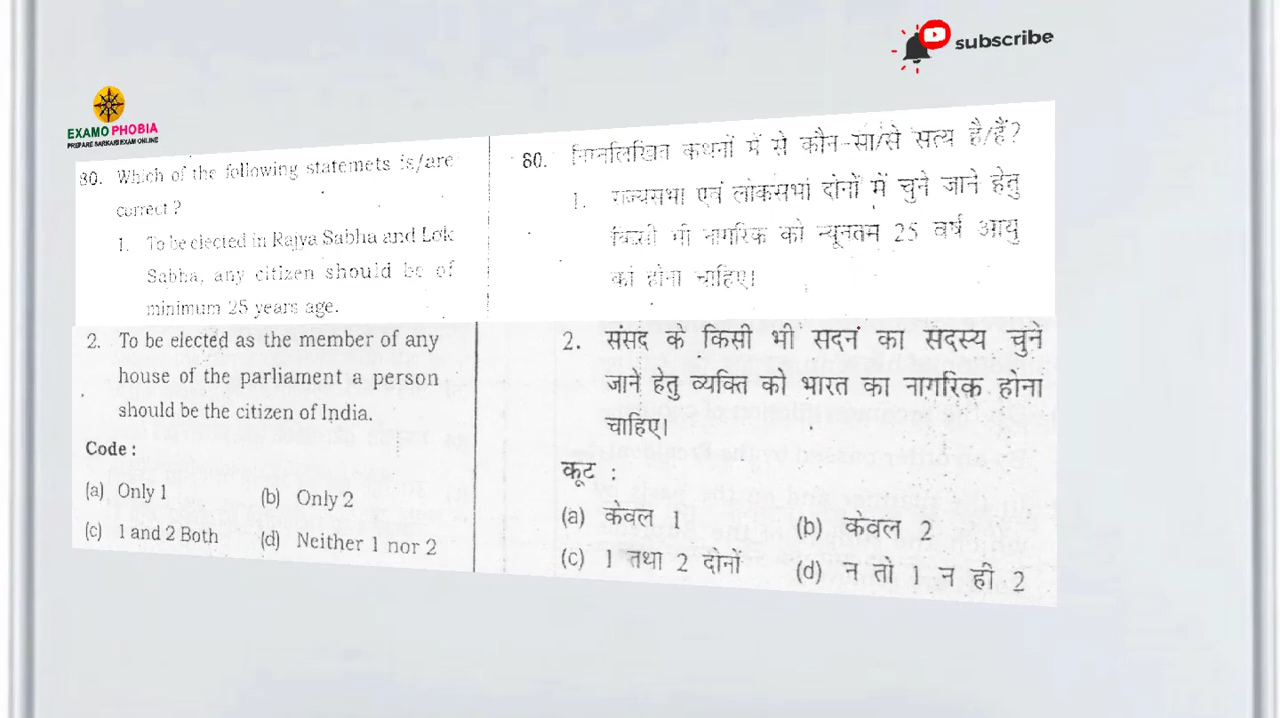 subscribe
EXAMO PHOBIA
PREPARE SARKARI EXAM ONLINE
80. Which of the following statemets is/are
correct ?
1. To be elected in Rajya Sabha and Lok
Sabha, any citizen should be of
minimum 25 years age.
2. To be elected as the member of any
house of the parliament a person
should be the citizen of India.
Code :
(a) Only 1 (b) Only 2
(c) 1 and 2 Both (d) Neither 1 nor 2
80. निम्नलिखित कथनों में से कौन-सा/से सत्य है/हैं?
1. राज्यसभा एवं लोकसभा दोनों में चुने जाने हेतु
किसी भी नागरिक को न्यूनतम 25 वर्ष आयु
का होना चाहिए।
2. संसद के किसी भी सदन का सदस्य चुने
जाने हेतु व्यक्ति को भारत का नागरिक होना
चाहिए।
कूट :
(a) केवल 1 (b) केवल 2
(c) 1 तथा 2 दोनों (d) न तो 1 न ही 2